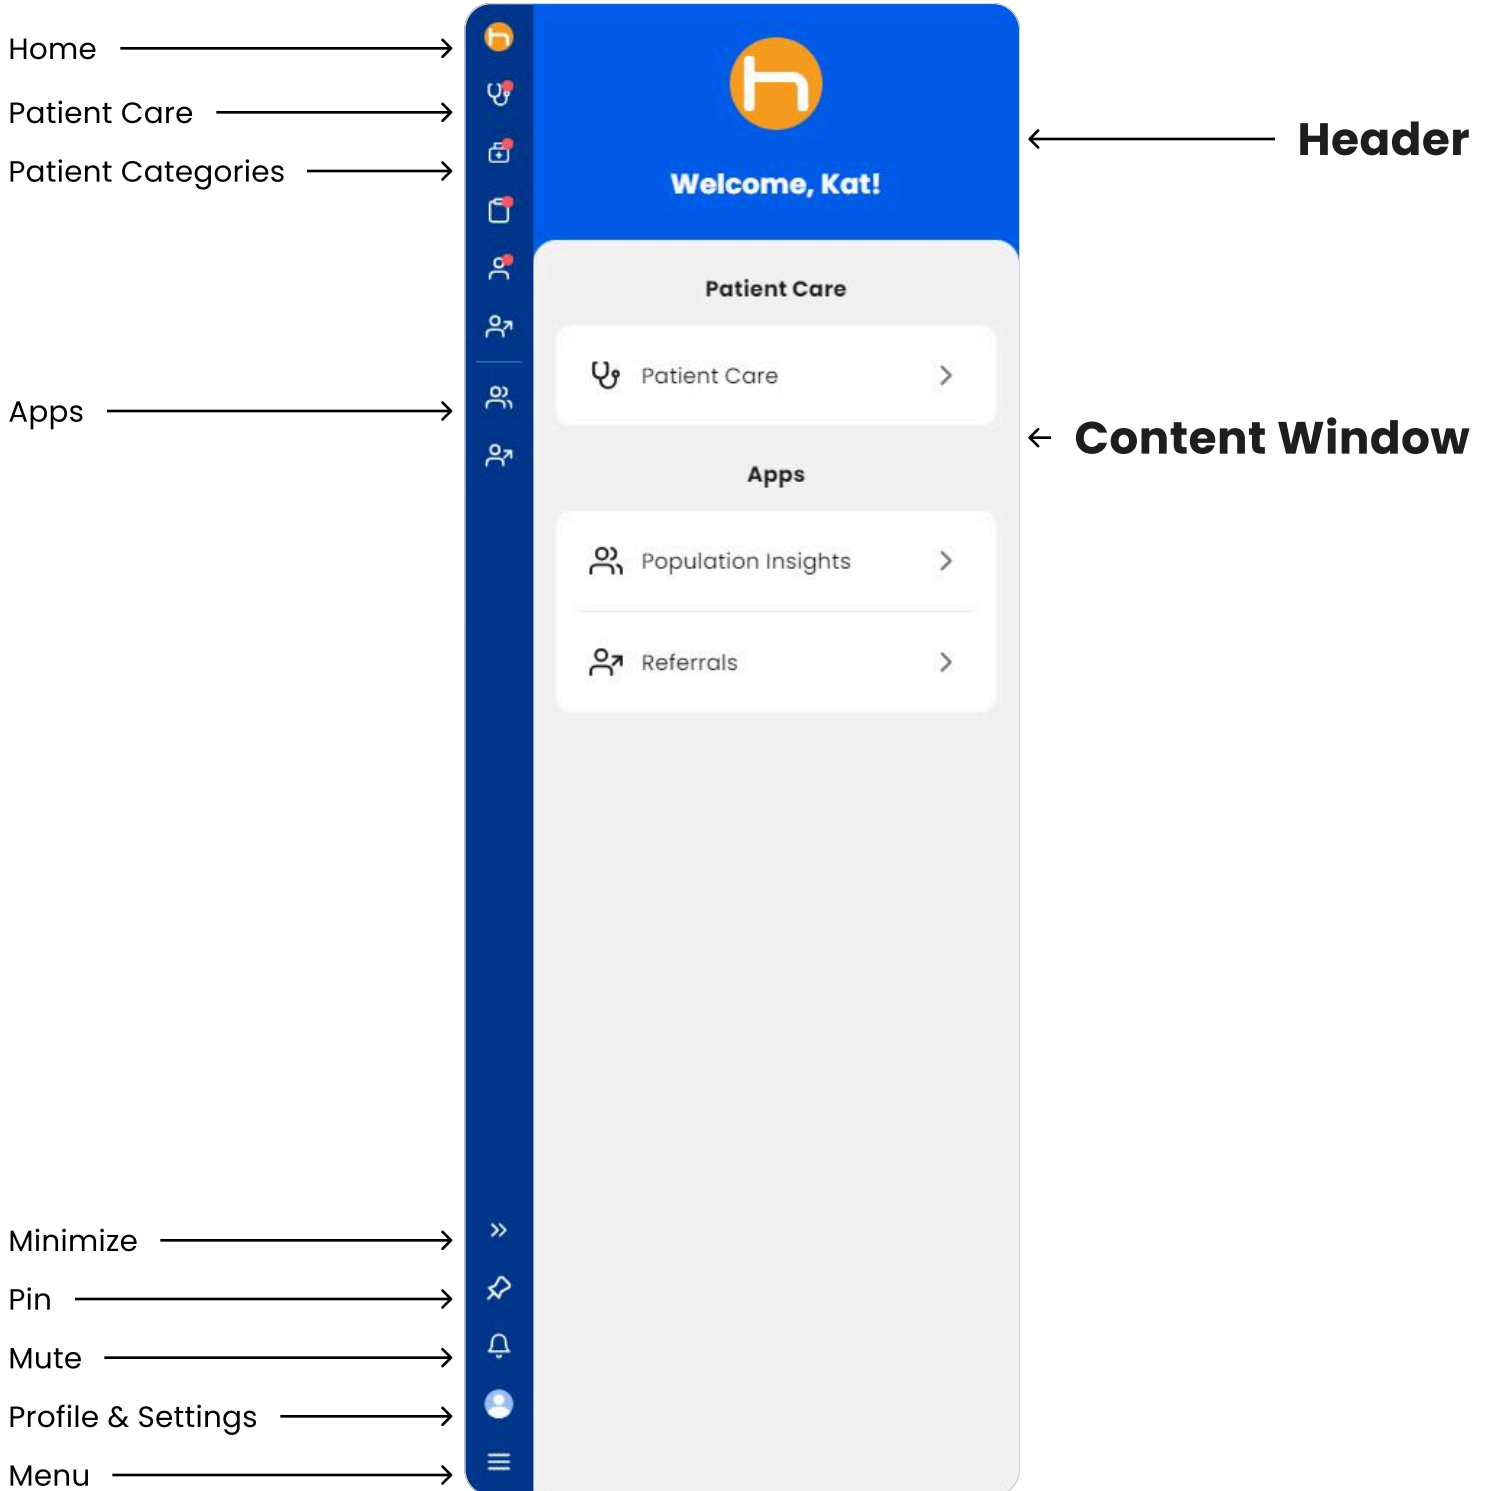 Home
Patient Care
Patient Categories
Apps
Minimize
Pin
Mute
Profile & Settings
Menu
Welcome, Kat!
Patient Care
Patient Care
Apps
Population Insights
Referrals
Header
Content Window